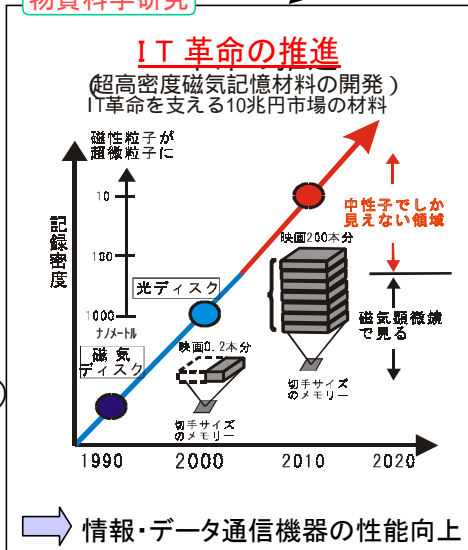 物質科学研究
IT革命の推進
(超高密度磁気記憶材料の開発)
IT革命を支える10兆円市場の材料
磁性粒子が
超微粒子に
10
100
1000
ナノメートル
記録密度
磁気
ディスク
光ディスク
映画0.2本分
切手サイズ
のメモリー
映画200本分
切手サイズ
のメモリー
中性子でしか
見えない領域
磁気顕微鏡
で見る
1990
2000
2010
2020
情報・データ通信機器の性能向上